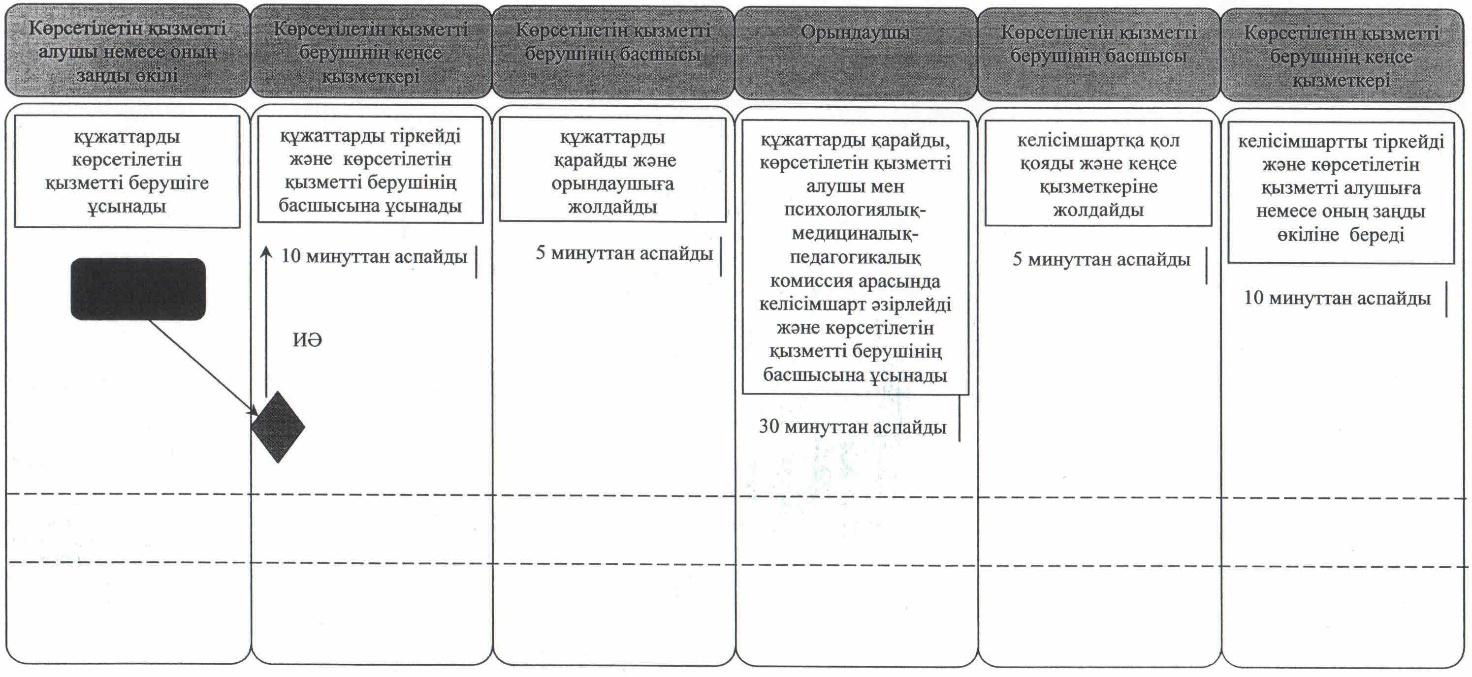 Көрсетілетін қызметті
алушы немесе оның
заңды өкілі
Көрсетілетін қызметті
берушінің кеңсе
қызметкері
Көрсетілетін қызметті
берушінің басшысы
Орындаушы
Көрсетілетін қызметті
берушінің басшысы
Көрсетілетін қызметті
берушінің кеңсе
қызметкері
құжаттарды
көрсетілетін
қызметті берушіге
ұсынады
құжаттарды тіркейді
және көрсетілетін
қызметті берушінің
басшысына ұсынады
10 минуттан аспайды
ИӘ
құжаттарды
қарайды және
орындаушыға
жолдайды
5 минуттан аспайды
құжаттарды қарайды,
көрсетілетін қызметті
алушы мен
психологиялық-
медициналық-
педагогикалық
комиссия арасында
келісімшарт әзірлейді
және көрсетілетін
қызметті берушінің
басшысына ұсынады
30 минуттан аспайды
келісімшартқа қол
қояды және кеңсе
қызметкеріне
жолдайды
5 минуттан аспайды
келісімшартты тіркейді
және көрсетілетін
қызметті алушыға
немесе оның заңды
өкіліне береді
10 минуттан аспайды